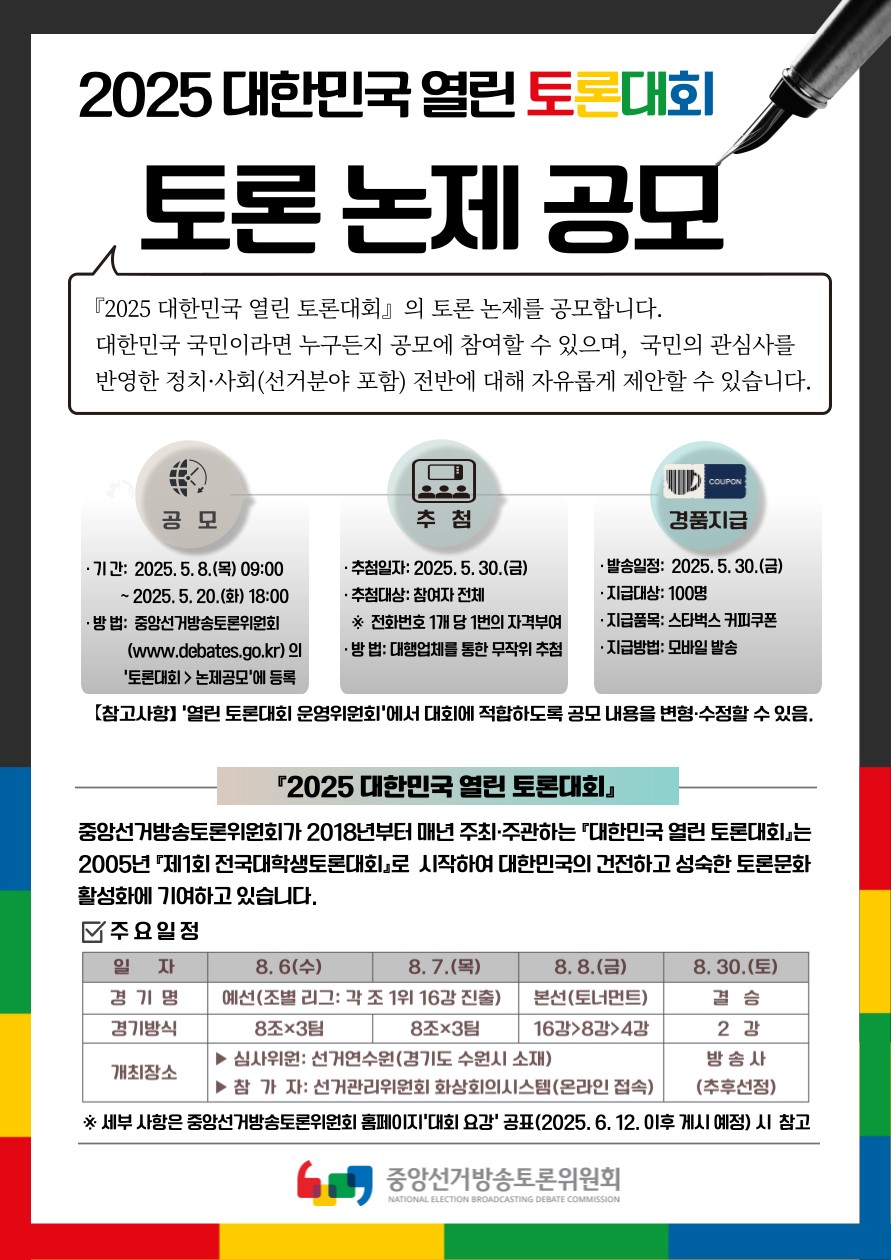 2025 대한민국 열린 토론대회
토론 논제 공모
『2025 대한민국 열린 토론대회』의 토론 논제를 공모합니다.
대한민국 국민이라면 누구든지 공모에 참여할 수 있으며, 국민의 관심사를
반영한 정치·사회(선거분야 포함) 전반에 대해 자유롭게 제안할 수 있습니다.
공 모
· 기 간: 2025. 5. 8.(목) 09:00
~ 2025. 5. 20.(화) 18:00
· 방 법: 중앙선거방송토론위원회
(www.debates.go.kr) 의
'토론대회 > 논제공모'에 등록
추 첨
· 추첨일자: 2025. 5. 30.(금)
· 추첨대상: 참여자 전체
※ 전화번호 1개 당 1번의 자격부여
· 방 법: 대행업체를 통한 무작위 추첨
COUPON
경품지급
· 발송일정: 2025. 5. 30.(금)
· 지급대상: 100명
· 지급품목: 스타벅스 커피쿠폰
· 지급방법: 모바일 발송
【참고사항】 '열린 토론대회 운영위원회'에서 대회에 적합하도록 공모 내용을 변형·수정할 수 있음.
『2025 대한민국 열린 토론대회』
중앙선거방송토론위원회가 2018년부터 매년 주최·주관하는 『대한민국 열린 토론대회』는
2005년 『제1회 전국대학생토론대회』로 시작하여 대한민국의 건전하고 성숙한 토론문화
활성화에 기여하고 있습니다.
주요일정
일 자 8. 6(수) 8. 7.(목) 8. 8.(금) 8. 30.(토)
경 기 명 예선(조별 리그: 각 조 1위 16강 진출) 본선(토너먼트) 결 승
경기방식 8조×3팀 8조×3팀 16강>8강>4강 2 강
개최장소 ▶ 심사위원: 선거연수원(경기도 수원시 소재) 방 송 사
▶ 참 가 자: 선거관리위원회 화상회의시스템(온라인 접속) (추후선정)
※ 세부 사항은 중앙선거방송토론위원회 홈페이지'대회 요강' 공표(2025. 6. 12. 이후 게시 예정) 시 참고
중앙선거방송토론위원회
NATIONAL ELECTION BROADCASTING DEBATE COMMISSION